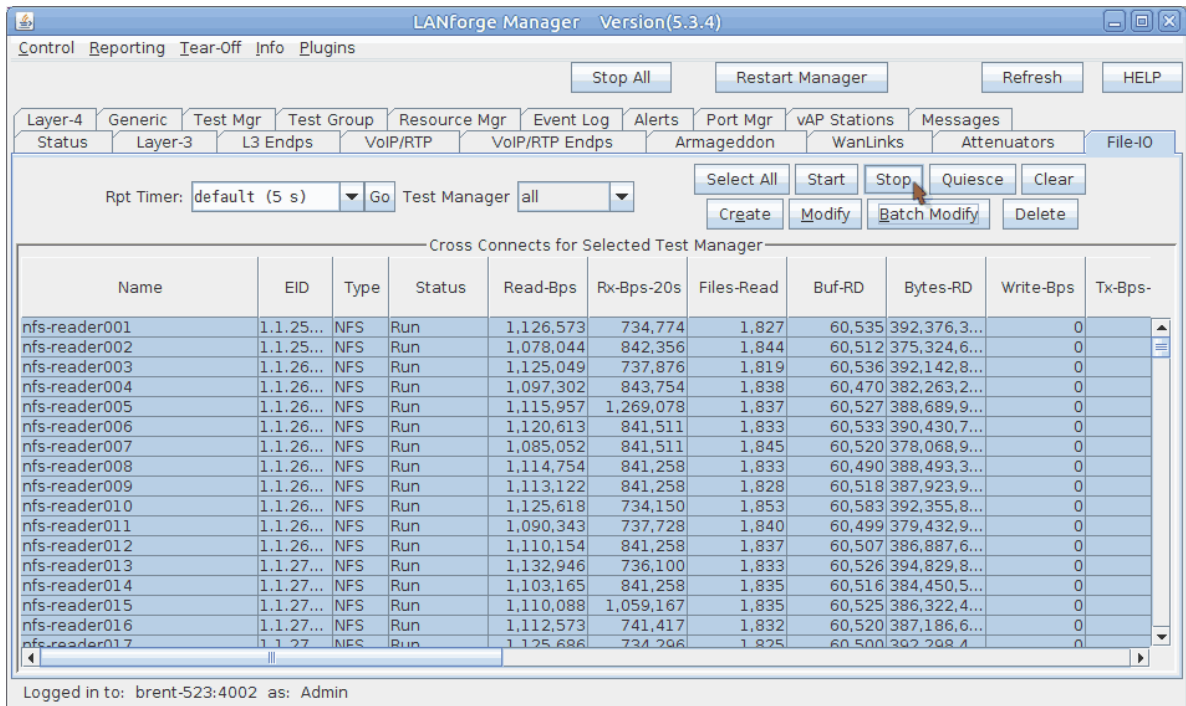 LANforge Manager Version(5.3.4)
Control Reporting Tear-Off Info Plugins
Stop All Restart Manager Refresh HELP
Layer-4 Generic Test Mgr Test Group Resource Mgr Event Log Alerts Port Mgr vAP Stations Messages
Status Layer-3 L3 Endps VoIP/RTP VoIP/RTP Endps Armageddon WanLinks Attenuators File-IO
Rpt Timer: default (5 s) Go Test Manager all Select All Start Stop Quiesce Clear
Create Modify Batch Modify Delete
Cross Connects for Selected Test Manager
Name EID Type Status Read-Bps Rx-Bps-20s Files-Read Buf-RD Bytes-RD Write-Bps Tx-Bps-
nfs-reader001 1.1.25... NFS Run 1,126,573 734,774 1,827 60,535 392,376,3... 0
nfs-reader002 1.1.25... NFS Run 1,078,044 842,356 1,844 60,512 375,324,6... 0
nfs-reader003 1.1.26... NFS Run 1,125,049 737,876 1,819 60,536 392,142,8... 0
nfs-reader004 1.1.26... NFS Run 1,097,302 843,754 1,838 60,470 382,263,2... 0
nfs-reader005 1.1.26... NFS Run 1,115,957 1,269,078 1,837 60,527 388,689,9... 0
nfs-reader006 1.1.26... NFS Run 1,120,613 841,511 1,833 60,533 390,430,7... 0
nfs-reader007 1.1.26... NFS Run 1,085,052 841,511 1,845 60,520 378,068,9... 0
nfs-reader008 1.1.26... NFS Run 1,114,754 841,258 1,833 60,490 388,493,3... 0
nfs-reader009 1.1.26... NFS Run 1,113,122 841,258 1,828 60,518 387,923,9... 0
nfs-reader010 1.1.26... NFS Run 1,125,618 734,150 1,853 60,583 392,355,8... 0
nfs-reader011 1.1.26... NFS Run 1,090,343 737,728 1,840 60,499 379,432,9... 0
nfs-reader012 1.1.26... NFS Run 1,110,154 841,258 1,837 60,507 386,887,6... 0
nfs-reader013 1.1.27... NFS Run 1,132,946 736,100 1,833 60,526 394,829,8... 0
nfs-reader014 1.1.27... NFS Run 1,103,165 841,258 1,835 60,516 384,450,5... 0
nfs-reader015 1.1.27... NFS Run 1,110,088 1,059,167 1,835 60,525 386,322,4... 0
nfs-reader016 1.1.27... NFS Run 1,112,573 741,417 1,832 60,520 387,186,6... 0
nfs-reader017 1.1.27... NFS Run 1,125,686 734,296 1,825 60,500 392,298,4... 0
Logged in to: brent-523:4002 as: Admin